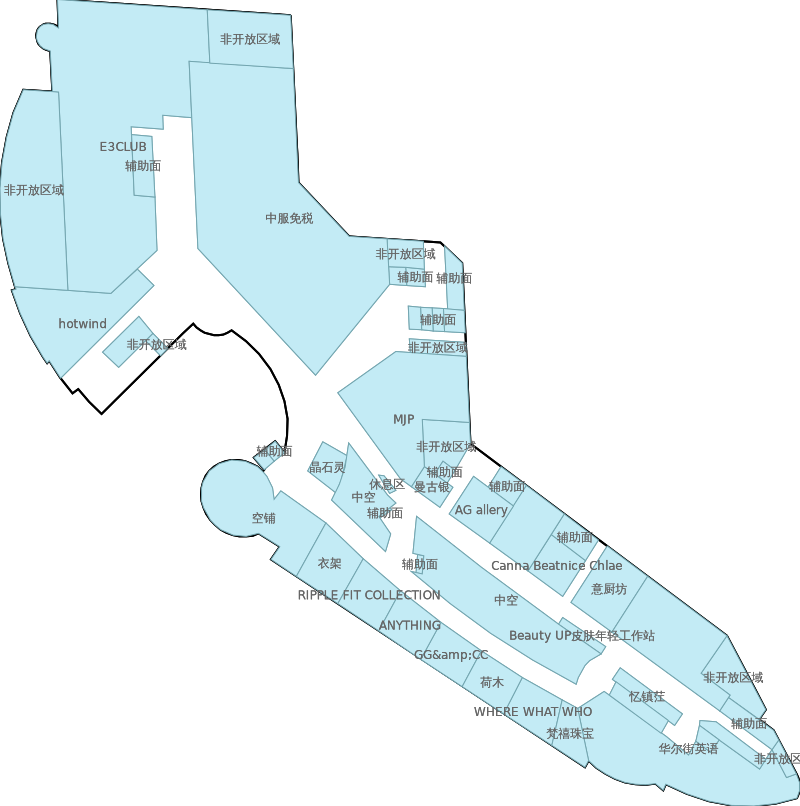 非开放区域
E3CLUB
辅助面
非开放区域
中服免税
非开放区域
辅助面
辅助面
hotwind
辅助面
非开放区域
非开放区域
MJP
非开放区域
辅助面
晶石灵
辅助面
休息区
曼古银
辅助面
中空
AG allery
辅助面
空铺
辅助面
衣架
辅助面
Canna Beatnice Chlae
意厨坊
RIPPLE FIT COLLECTION
中空
ANYTHING
Beauty UP皮肤年轻工作站
GG&amp;CC
非开放区域
荷木
忆镇茳
WHERE WHAT WHO
辅助面
梵禧珠宝
华尔街英语
非开放区